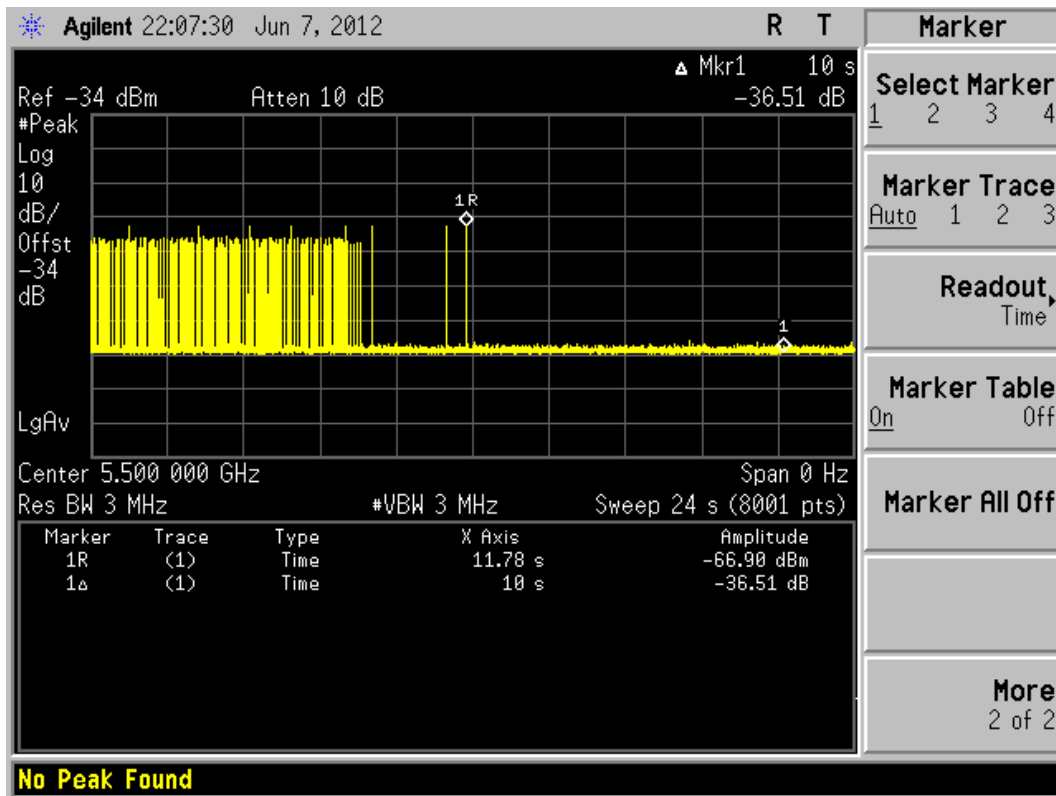 Agilent 22:07:30 Jun 7, 2012 R T
Marker
Δ Mkr1 10 s
Ref -34 dBm Atten 10 dB -36.51 dB
#Peak
Log
10
dB/
Offst
-34
dB
1R
1
LgAv
Center 5.500 000 GHz Span 0 Hz
Res BW 3 MHz #VBW 3 MHz Sweep 24 s (8001 pts)
Marker Trace Type X Axis Amplitude
1R (1) Time 11.78 s -66.90 dBm
1Δ (1) Time 10 s -36.51 dB
Select Marker
1 2 3 4
Marker Trace
Auto 1 2 3
Readout
Time
Marker Table
On Off
Marker All Off
More
2 of 2
No Peak Found